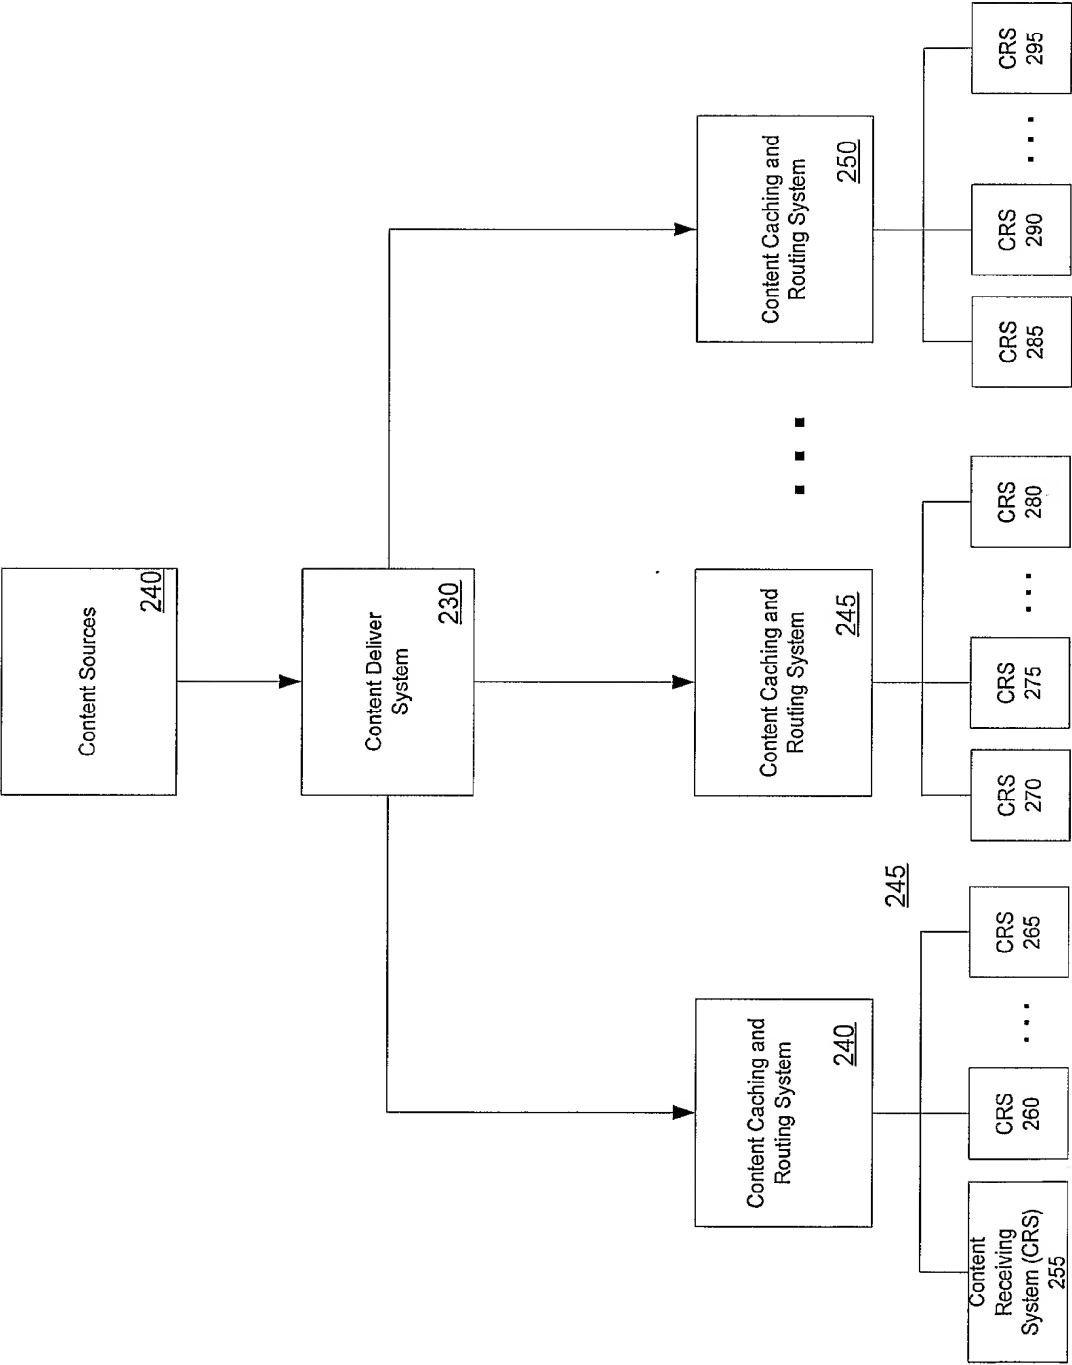 Content Sources
240
Content Deliver
System
230
Content Caching and
Routing System
240
Content Caching and
Routing System
245
Content Caching and
Routing System
250
245
Content
Receiving
System (CRS)
255
CRS
260
CRS
265
CRS
270
CRS
275
CRS
280
CRS
285
CRS
290
CRS
295